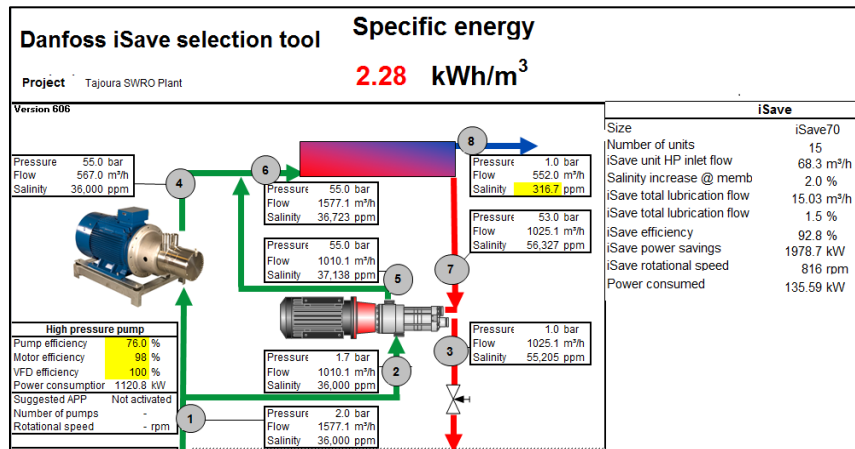 Danfoss iSave selection tool
Specific energy
Project Tajoura SWRO Plant
2.28 kWh/m³
Version 606
Pressure 55.0 bar
Flow 567.0 m³/h
Salinity 36,000 ppm
4
6
Pressure 55.0 bar
Flow 1577.1 m³/h
Salinity 36,723 ppm
8
Pressure 1.0 bar
Flow 552.0 m³/h
Salinity 316.7 ppm
Pressure 55.0 bar
Flow 1010.1 m³/h
Salinity 37,138 ppm
5
Pressure 53.0 bar
Flow 1025.1 m³/h
Salinity 56,327 ppm
7
High pressure pump
Pump efficiency 76.0 %
Motor efficiency 98 %
VFD efficiency 100 %
Power consumption 1120.8 kW
Suggested APP Not activated
Number of pumps -
Rotational speed - rpm
Pressure 1.7 bar
Flow 1010.1 m³/h
Salinity 36,000 ppm
2
3
Pressure 1.0 bar
Flow 1025.1 m³/h
Salinity 55,205 ppm
1
Pressure 2.0 bar
Flow 1577.1 m³/h
Salinity 36,000 ppm
iSave
Size iSave70
Number of units 15
iSave unit HP inlet flow 68.3 m³/h
Salinity increase @ memb 2.0 %
iSave total lubrication flow 15.03 m³/h
iSave total lubrication flow 1.5 %
iSave efficiency 92.8 %
iSave power savings 1978.7 kW
iSave rotational speed 816 rpm
Power consumed 135.59 kW